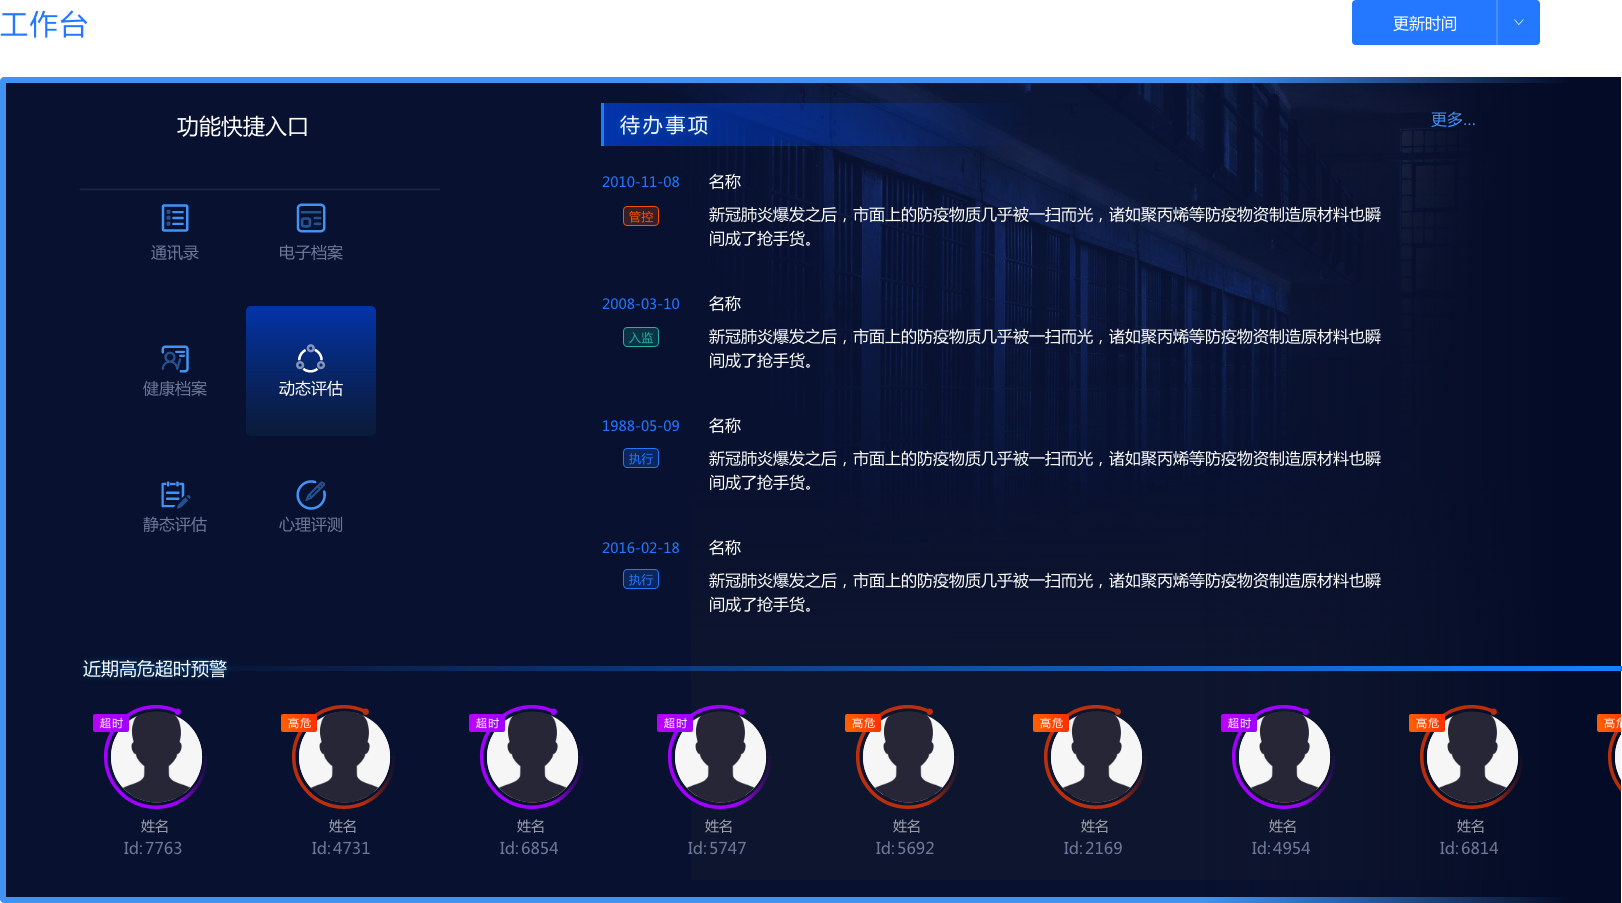 工作台
更新时间
功能快捷入口
通讯录
电子档案
健康档案
动态评估
静态评估
心理评测
待办事项
更多...
2010-11-08
名称
管控
新冠肺炎爆发之后，市面上的防疫物质几乎被一扫而光，诸如聚丙烯等防疫物资制造原材料也瞬
间成了抢手货。
2008-03-10
名称
入监
新冠肺炎爆发之后，市面上的防疫物质几乎被一扫而光，诸如聚丙烯等防疫物资制造原材料也瞬
间成了抢手货。
1988-05-09
名称
执行
新冠肺炎爆发之后，市面上的防疫物质几乎被一扫而光，诸如聚丙烯等防疫物资制造原材料也瞬
间成了抢手货。
2016-02-18
名称
执行
新冠肺炎爆发之后，市面上的防疫物质几乎被一扫而光，诸如聚丙烯等防疫物资制造原材料也瞬
间成了抢手货。
近期高危超时预警
超时
姓名
Id:7763
高危
姓名
Id:4731
超时
姓名
Id:6854
超时
姓名
Id:5747
高危
姓名
Id:5692
高危
姓名
Id:2169
超时
姓名
Id:4954
高危
姓名
Id:6814
高